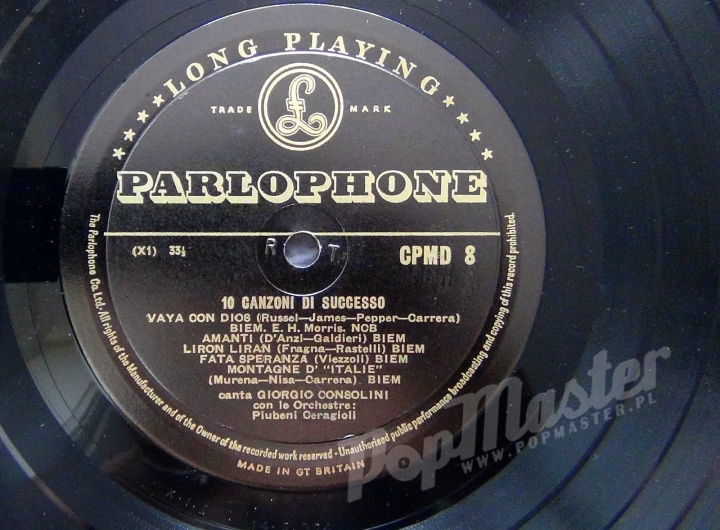 LONG PLAYING
TRADE MARK
£
PARLOPHONE
(X1) 33⅓
R T
CPMD 8
10 CANZONI DI SUCCESSO
VAYA CON DIOS (Russel—James—Pepper—Carrera)
BIEM. E. H. Morris. NCB
AMANTI (D'Anzi—Galdieri) BIEM
LIRON LIRAN (Fragna—Rastelli) BIEM
FATA SPERANZA (Viezzoli) BIEM
MONTAGNE D' "ITALIE"
(Murena—Nisa—Carrera) BIEM
canta GIORGIO CONSOLINI
con le Orchestre:
Piubeni Ceragioli
The Parlophone Co. Ltd. All rights of the Manufacturer and of the Owner of the recorded work reserved - Unauthorised public performance broadcasting and copying of this record prohibited.
MADE IN GT BRITAIN
PopMaster
WWW.POPMASTER.PL